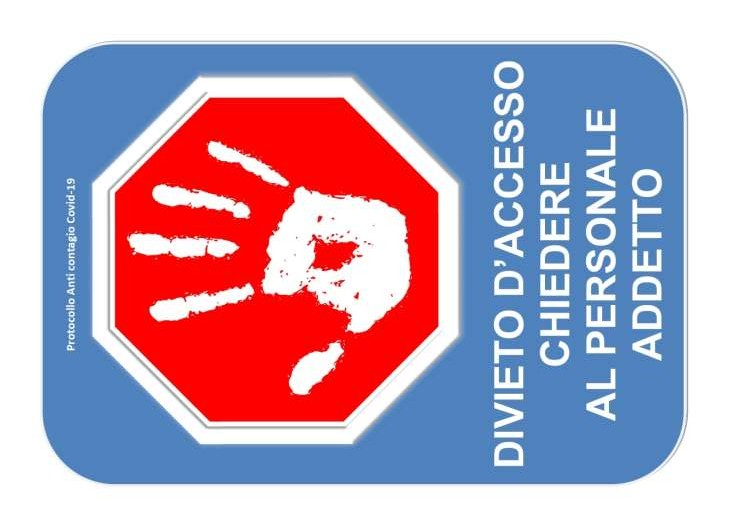 Protocollo Anti contagio Covid-19
DIVIETO D’ACCESSO
CHIEDERE
AL PERSONALE
ADDETTO